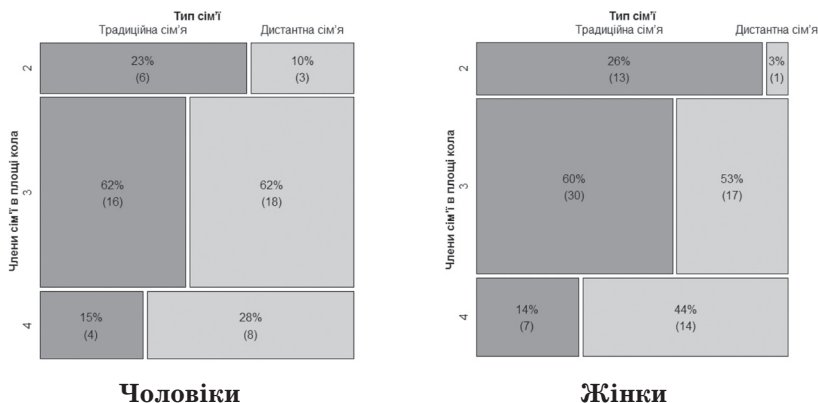 Тип сім'ї
Традиційна сім'я Дистантна сім'я
Члени сім'ї в площі кола
2
23% 10%
(6) (3)
3
62% 62%
(16) (18)
4
15% 28%
(4) (8)
Чоловіки
Тип сім'ї
Традиційна сім'я Дистантна сім'я
Члени сім'ї в площі кола
2
26% 3%
(13) (1)
3
60% 53%
(30) (17)
4
14% 44%
(7) (14)
Жінки